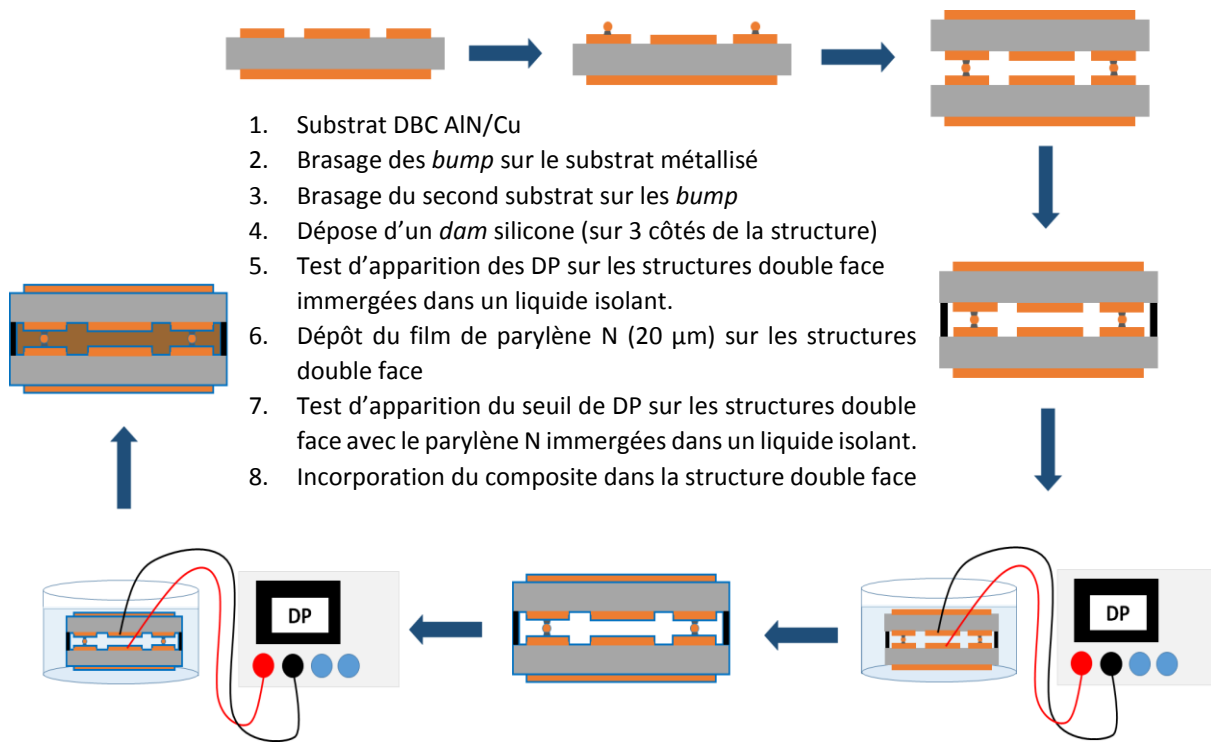 1. Substrat DBC AlN/Cu
2. Brasage des bump sur le substrat métallisé
3. Brasage du second substrat sur les bump
4. Dépose d’un dam silicone (sur 3 côtés de la structure)
5. Test d’apparition des DP sur les structures double face
immergées dans un liquide isolant.
6. Dépôt du film de parylène N (20 µm) sur les structures
double face
7. Test d’apparition du seuil de DP sur les structures double
face avec le parylène N immergées dans un liquide isolant.
8. Incorporation du composite dans la structure double face
DP
DP